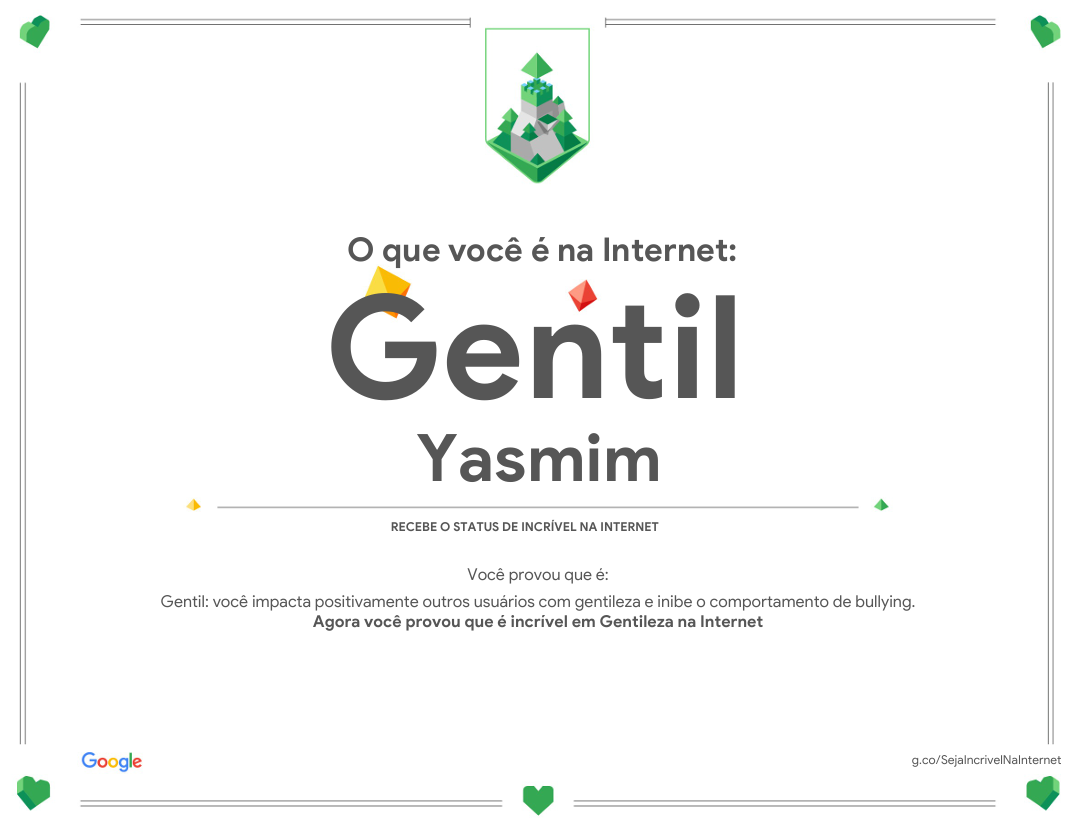 O que você é na Internet:
Gentil
Yasmim
RECEBE O STATUS DE INCRÍVEL NA INTERNET
Você provou que é:
Gentil: você impacta positivamente outros usuários com gentileza e inibe o comportamento de bullying.
Agora você provou que é incrível em Gentileza na Internet
Google
g.co/SejaIncrivelNaInternet